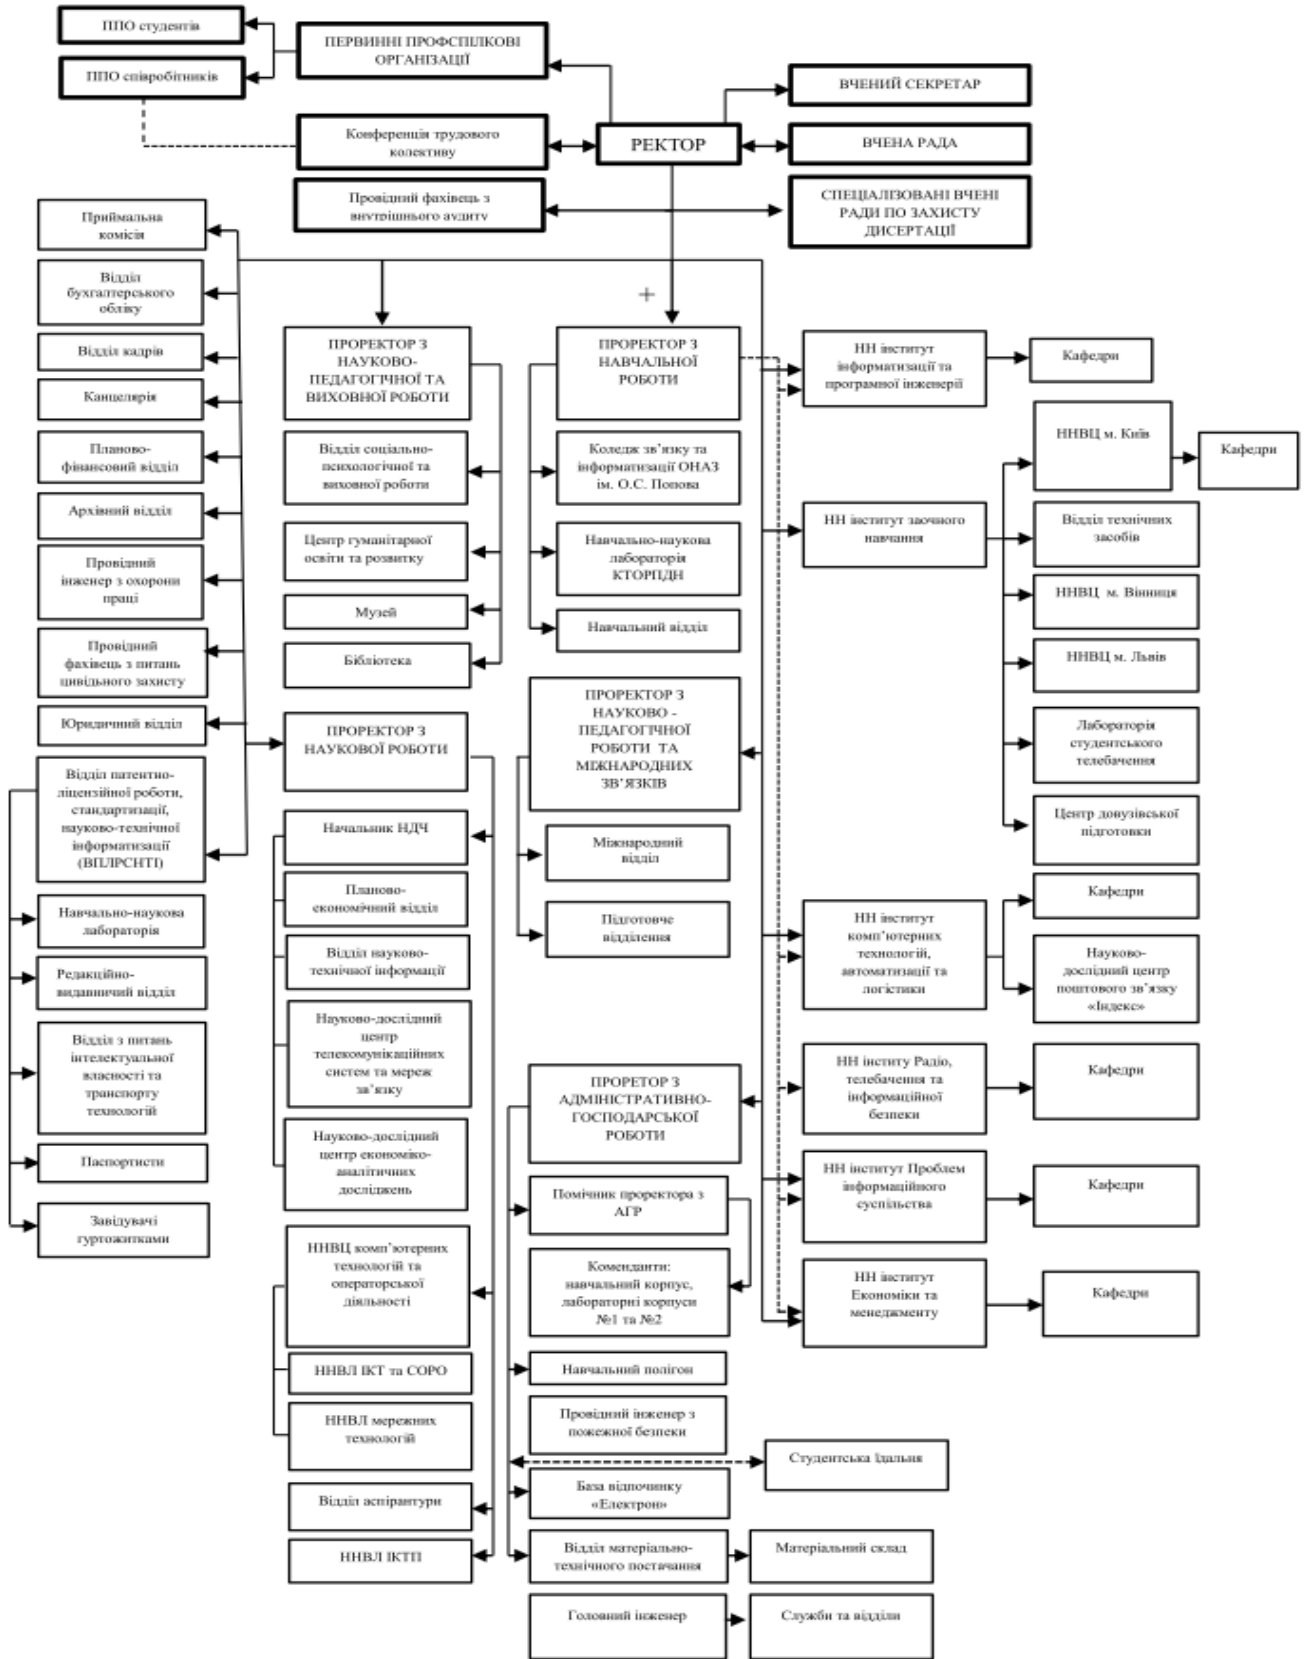 ППО студентів
ППО співробітників
ПЕРВИННІ ПРОФСПІЛКОВІ
ОРГАНІЗАЦІЇ
ВЧЕНИЙ СЕКРЕТАР
Конференція трудового
колективу
РЕКТОР
ВЧЕНА РАДА
Провідний фахівець з
внутрішнього аудиту
СПЕЦІАЛІЗОВАНІ ВЧЕНІ
РАДИ ПО ЗАХИСТУ
ДИСЕРТАЦІЇ
Приймальна
комісія
Відділ
бухгалтерського
обліку
Відділ кадрів
Канцелярія
Планово-
фінансовий відділ
Архівний відділ
Провідний
інженер з охорони
праці
Провідний
фахівець з питань
цивідьного захисту
Юридичний відділ
Відділ патентно-
ліцензійної роботи,
стандартизації,
науково-технічної
інформатизації
(ВПЛРСНТІ)
Навчально-наукова
лабораторія
Редакційно-
видавничий відділ
Відділ з питань
інтелектуальної
власності та
транспорту
технологій
Паспортисти
Завідувачі
гуртожитками
ПРОРЕКТОР З
НАУКОВО-
ПЕДАГОГІЧНОЇ ТА
ВИХОВНОЇ РОБОТИ
Відділ соціально-
психологічної та
виховної роботи
Центр гуманітарної
освіти та розвитку
Музей
Бібліотека
ПРОРЕКТОР З
НАУКОВОЇ РОБОТИ
Начальник НДЧ
Планово-
економічний відділ
Відділ науково-
технічної інформації
Науково-дослідний
центр
телекомунікаційних
систем та мереж
зв’язку
Науково-дослідний
центр економіко-
аналітичних
досліджень
ННВЦ комп’ютерних
технологій та
операторської
діяльності
ННВЛ ІКТ та СОРО
ННВЛ мережних
технологій
Відділ аспірантури
ННВЛ ІКТП
ПРОРЕКТОР З
НАВЧАЛЬНОЇ
РОБОТИ
Коледж зв’язку та
інформатизації ОНАЗ
ім. О.С. Попова
Навчально-наукова
лабораторія
КТОРПДН
Навчальний відділ
ПРОРЕКТОР З
НАУКОВО -
ПЕДАГОГІЧНОЇ
РОБОТИ ТА
МІЖНАРОДНИХ
ЗВ’ЯЗКІВ
Міжнародний
відділ
Підготовче
відділення
ПРОРЕТОР З
АДМІНІСТРАТИВНО-
ГОСПОДАРСЬКОЇ
РОБОТИ
Помічник проректора з
АГР
Коменданти:
навчальний корпус,
лабораторні корпуси
№1 та №2
Навчальний полігон
Провідний інженер з
пожежної безпеки
Студентська їдальня
База відпочинку
«Електрон»
Відділ матеріально-
технічного постачання
Матеріальний склад
Головний інженер
Служби та відділи
НН інститут
інформатизації та
програмної інженерії
Кафедри
НН інститут заочного
навчання
ННВЦ м. Київ
Кафедри
Відділ технічних
засобів
ННВЦ м. Вінниця
ННВЦ м. Львів
Лабораторія
студентського
телебачення
Центр довузівської
підготовки
НН інститут
комп’ютерних
технологій,
автоматизації та
логістики
Кафедри
Науково-
дослідний центр
поштового зв’язку
«Індекс»
НН інститу Радіо,
телебачення та
інформаційної
безпеки
Кафедри
НН інститут Проблем
інформаційного
суспільства
Кафедри
НН інститут
Економіки та
менеджменту
Кафедри